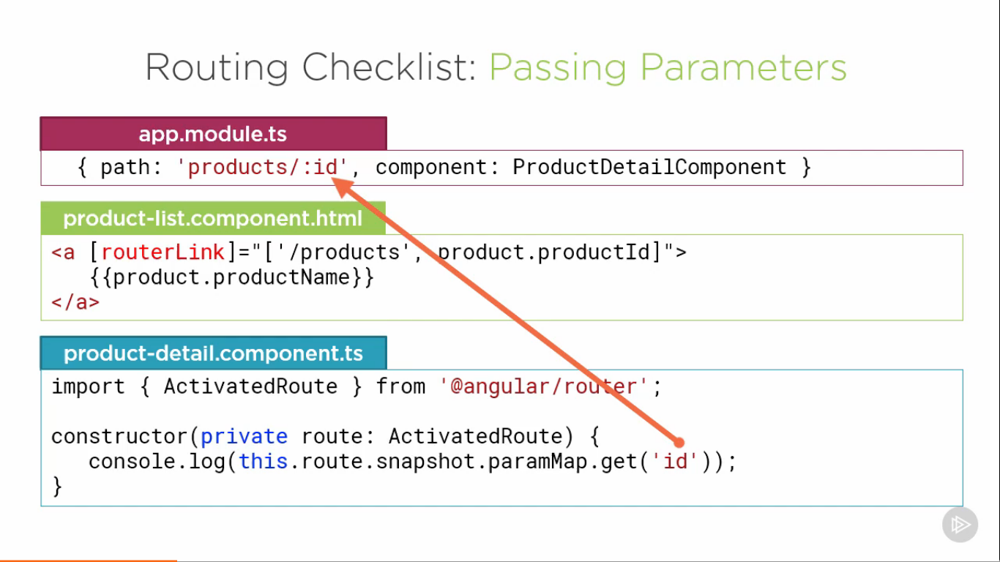 Routing Checklist: Passing Parameters
app.module.ts
{ path: 'products/:id', component: ProductDetailComponent }
product-list.component.html
<a [routerLink]="['/products', product.productId]">
{{product.productName}}
</a>
product-detail.component.ts
import { ActivatedRoute } from '@angular/router';
constructor(private route: ActivatedRoute) {
console.log(this.route.snapshot.paramMap.get('id'));
}